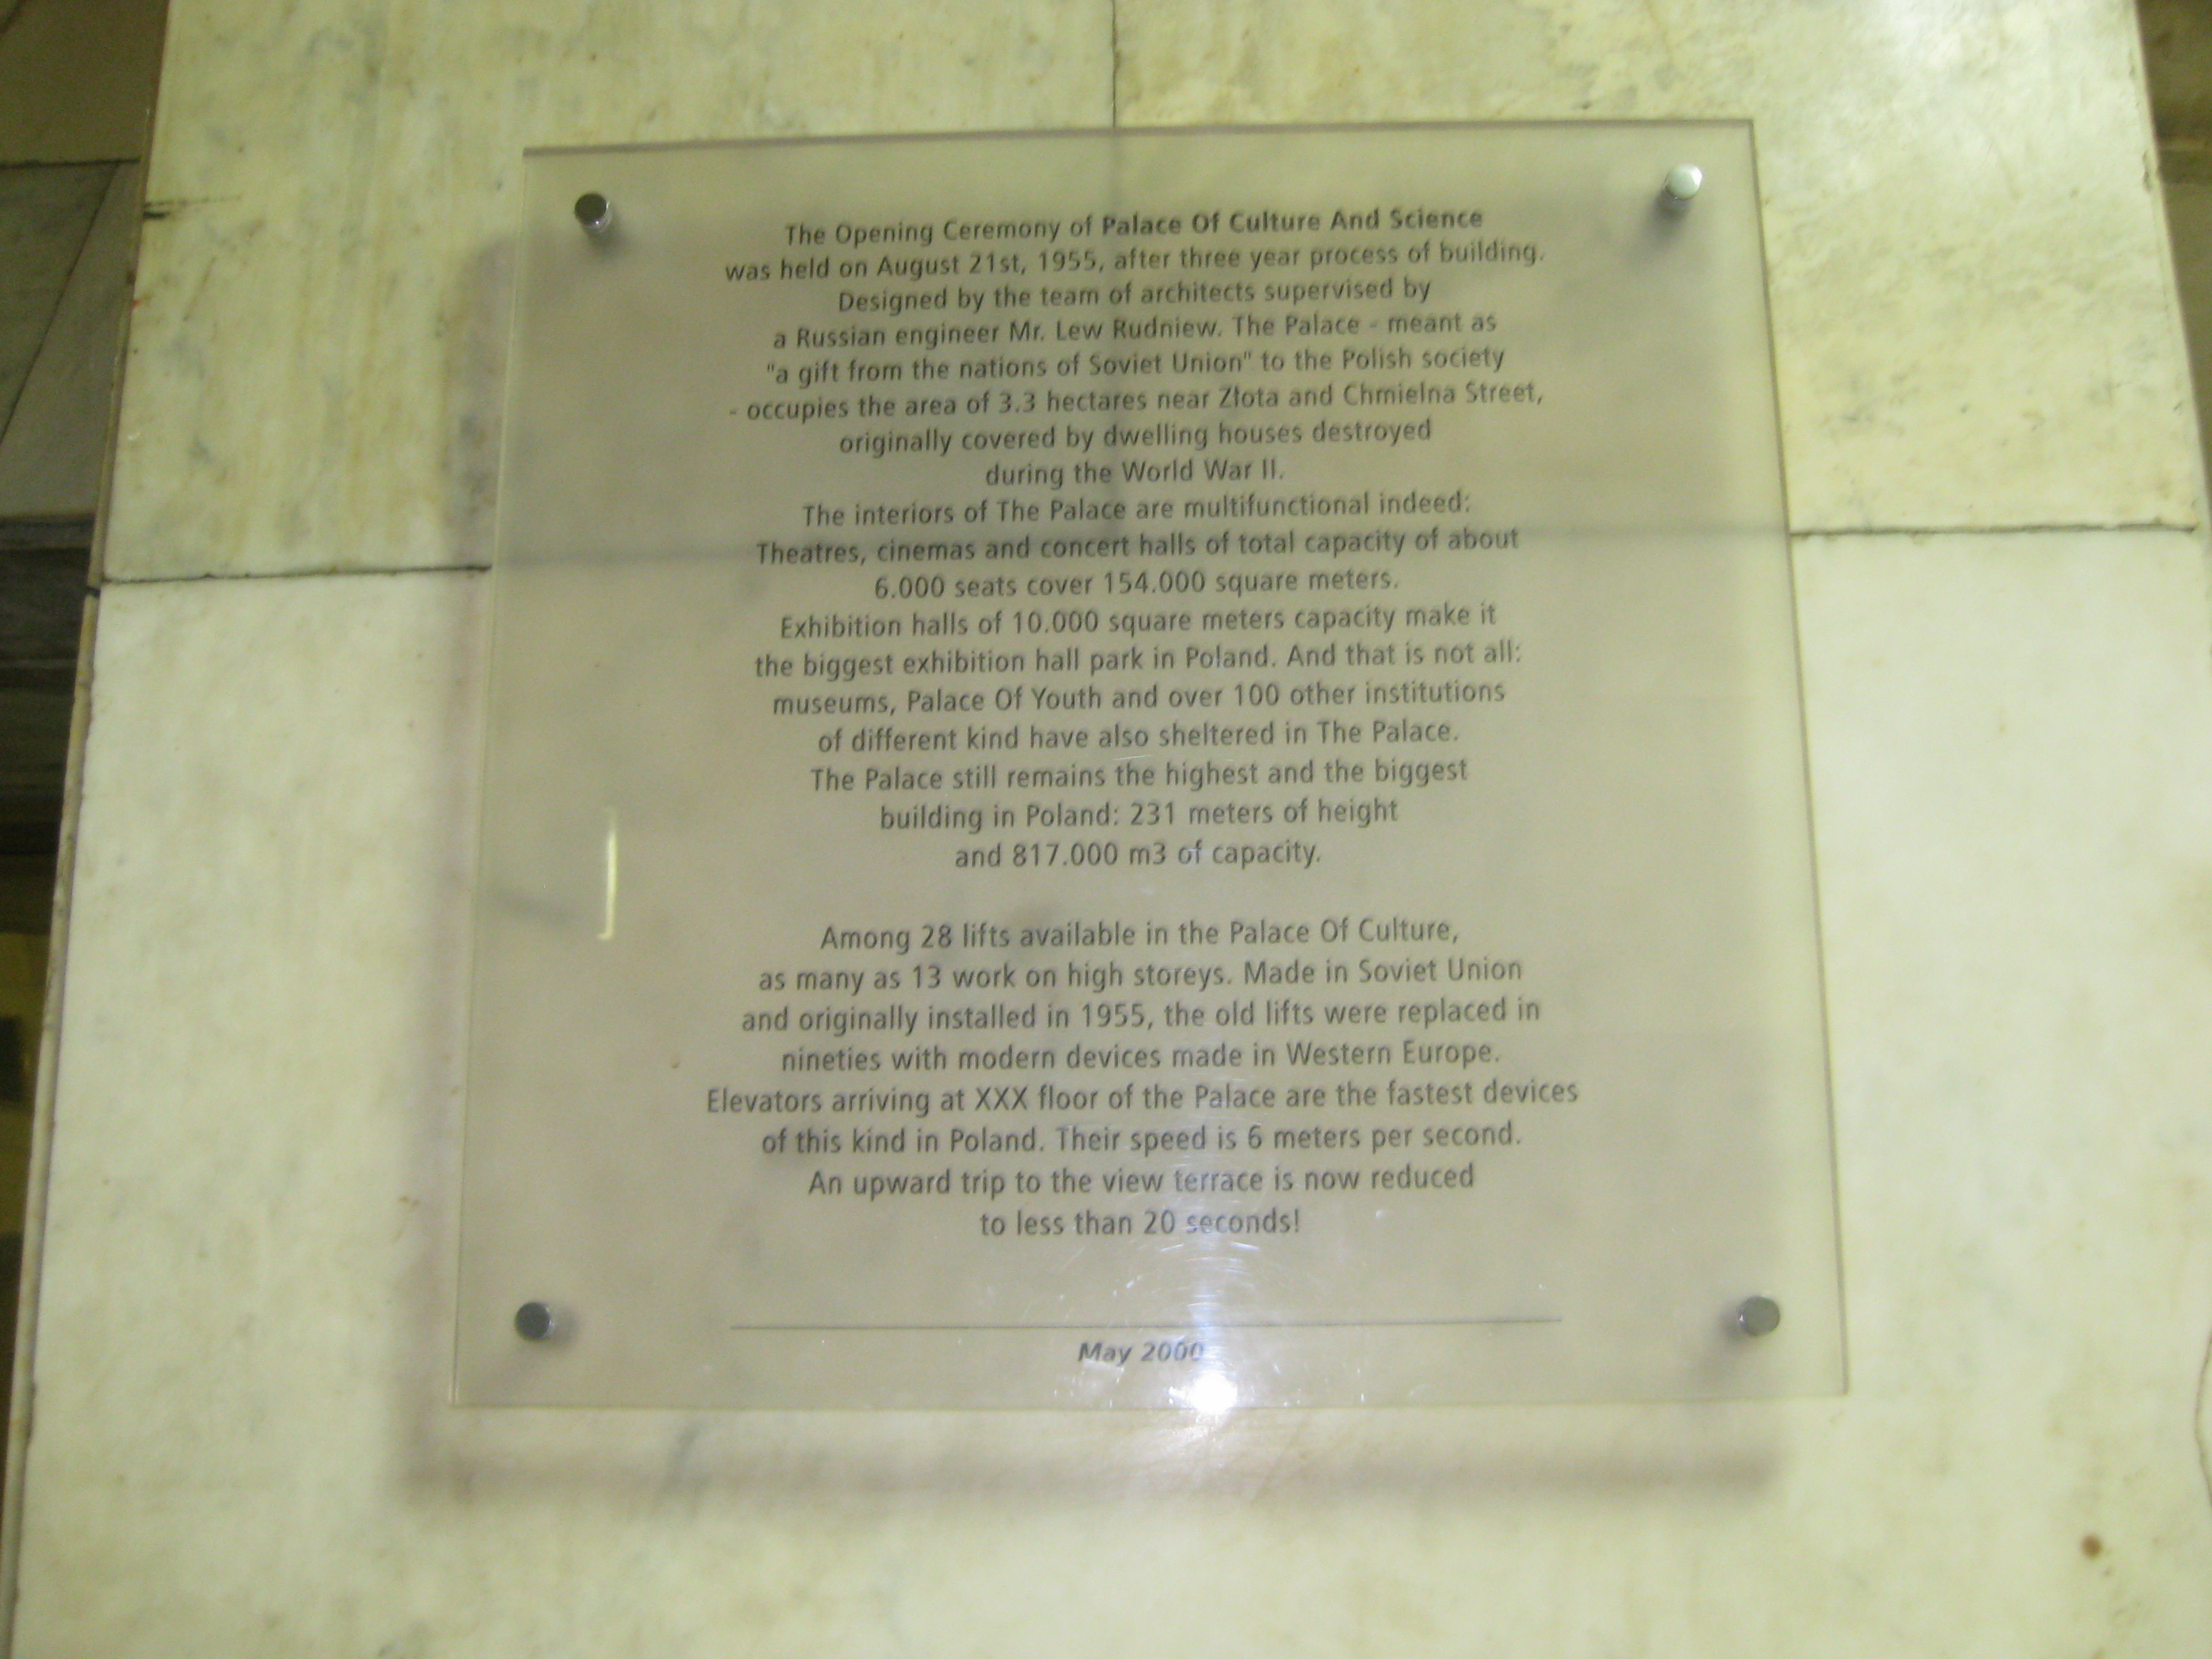 The Opening Ceremony of Palace Of Culture And Science
was held on August 21st, 1955, after three year process of building.
Designed by the team of architects supervised by
a Russian engineer Mr. Lew Rudniew. The Palace - meant as
"a gift from the nations of Soviet Union" to the Polish society
- occupies the area of 3.3 hectares near Złota and Chmielna Street,
originally covered by dwelling houses destroyed
during the World War II.
The interiors of The Palace are multifunctional indeed:
Theatres, cinemas and concert halls of total capacity of about
6.000 seats cover 154.000 square meters.
Exhibition halls of 10.000 square meters capacity make it
the biggest exhibition hall park in Poland. And that is not all:
museums, Palace Of Youth and over 100 other institutions
of different kind have also sheltered in The Palace.
The Palace still remains the highest and the biggest
building in Poland: 231 meters of height
and 817.000 m3 of capacity.
Among 28 lifts available in the Palace Of Culture,
as many as 13 work on high storeys. Made in Soviet Union
and originally installed in 1955, the old lifts were replaced in
nineties with modern devices made in Western Europe.
Elevators arriving at XXX floor of the Palace are the fastest devices
of this kind in Poland. Their speed is 6 meters per second.
An upward trip to the view terrace is now reduced
to less than 20 seconds!
May 2000